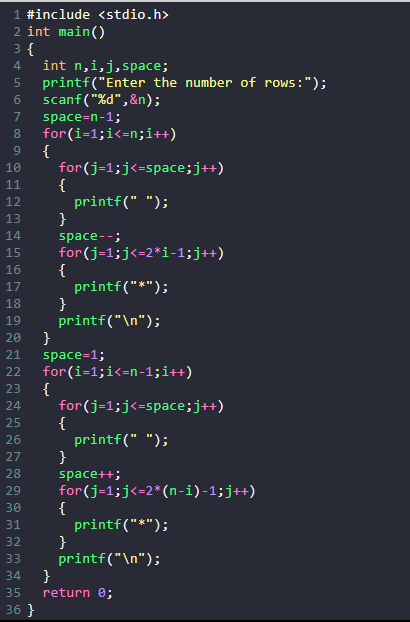 1 #include <stdio.h>
2 int main()
3 {
4   int n,i,j,space;
5   printf("Enter the number of rows:");
6   scanf("%d",&n);
7   space=n-1;
8   for(i=1;i<=n;i++)
9   {
10     for(j=1;j<=space;j++)
11     {
12       printf(" ");
13     }
14     space--;
15     for(j=1;j<=2*i-1;j++)
16     {
17       printf("*");
18     }
19     printf("\n");
20   }
21   space=1;
22   for(i=1;i<=n-1;i++)
23   {
24     for(j=1;j<=space;j++)
25     {
26       printf(" ");
27     }
28     space++;
29     for(j=1;j<=2*(n-i)-1;j++)
30     {
31       printf("*");
32     }
33     printf("\n");
34   }
35   return 0;
36 }